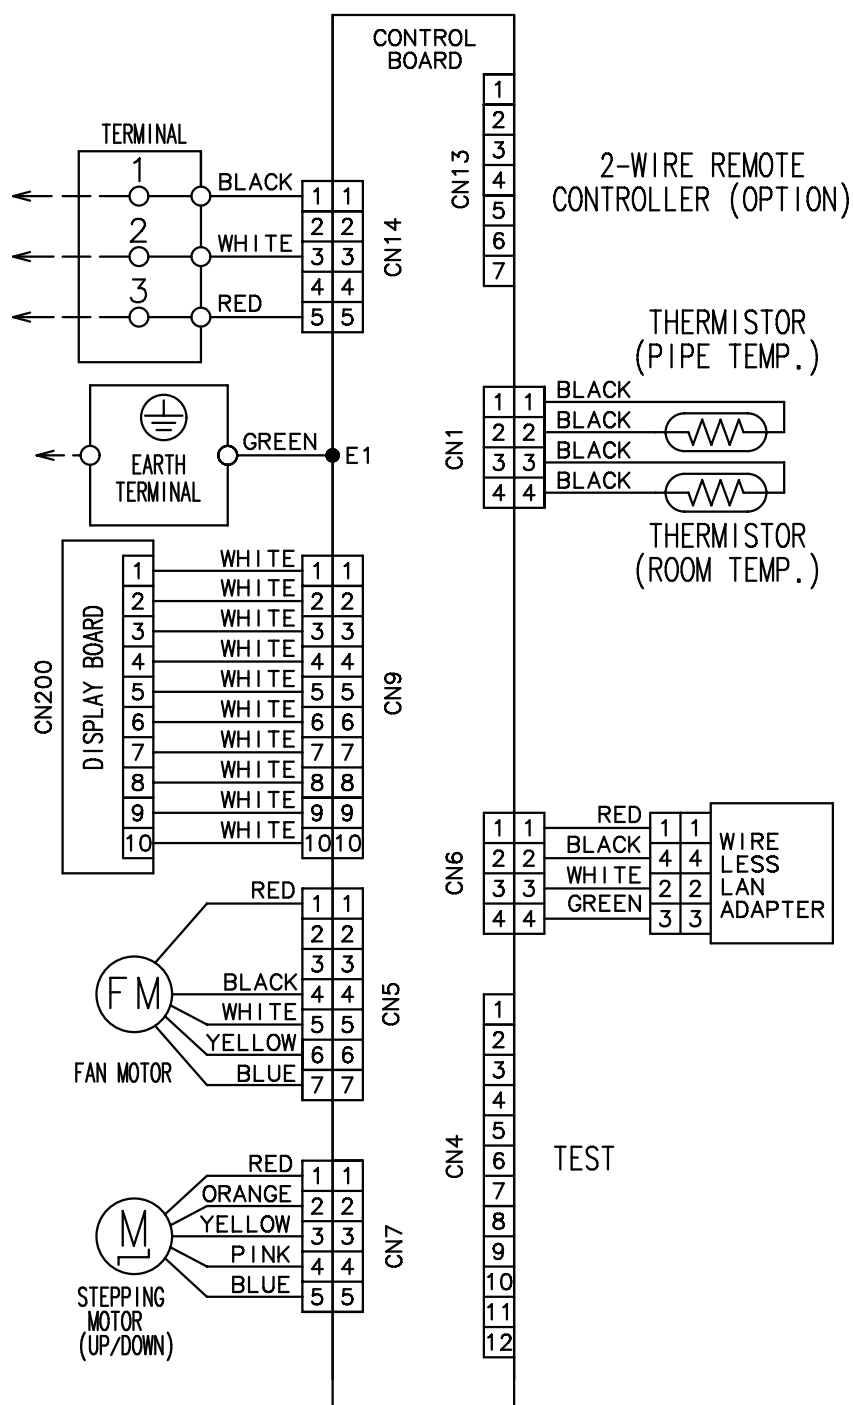 CONTROL
BOARD
CN13
1
2
3
4
5
6
7
2-WIRE REMOTE
CONTROLLER (OPTION)
TERMINAL
1
BLACK
2
WHITE
3
RED
1 1
2 2
3 3
4 4
5 5
CN14
THERMISTOR
(PIPE TEMP.)
CN1
1 1 BLACK
2 2 BLACK
3 3 BLACK
4 4 BLACK
THERMISTOR
(ROOM TEMP.)
EARTH
TERMINAL
GREEN
E1
CN200
DISPLAY BOARD
1 WHITE 1 1
2 WHITE 2 2
3 WHITE 3 3
4 WHITE 4 4
5 WHITE 5 5
6 WHITE 6 6
7 WHITE 7 7
8 WHITE 8 8
9 WHITE 9 9
10 WHITE 10 10
CN9
CN6
1 1 RED 1 1
2 2 BLACK 4 4
3 3 WHITE 2 2
4 4 GREEN 3 3
WIRE
LESS
LAN
ADAPTER
FM
FAN MOTOR
RED 1 1
2 2
3 3
BLACK 4 4
WHITE 5 5
YELLOW 6 6
BLUE 7 7
CN5
CN4
1
2
3
4
5
6
7
8
9
10
11
12
TEST
M
STEPPING
MOTOR
(UP/DOWN)
RED 1 1
ORANGE 2 2
YELLOW 3 3
PINK 4 4
BLUE 5 5
CN7